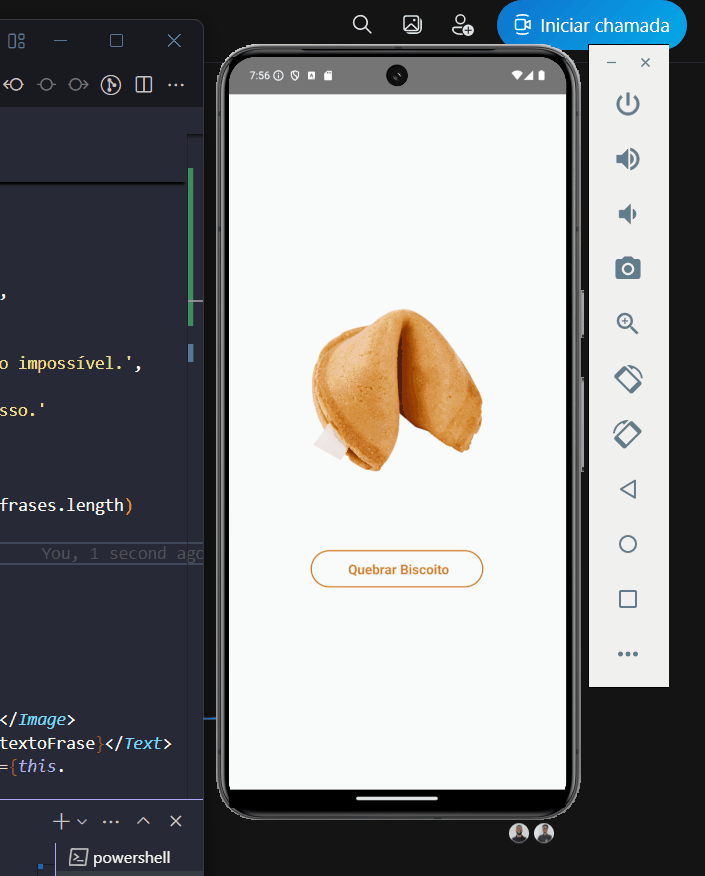 Iniciar chamada
7:56
,
o impossível.',
sso.'
frases.length)
You, 1 second ago
</Image>
textoFrase}</Text>
={this.
powershell
Quebrar Biscoito